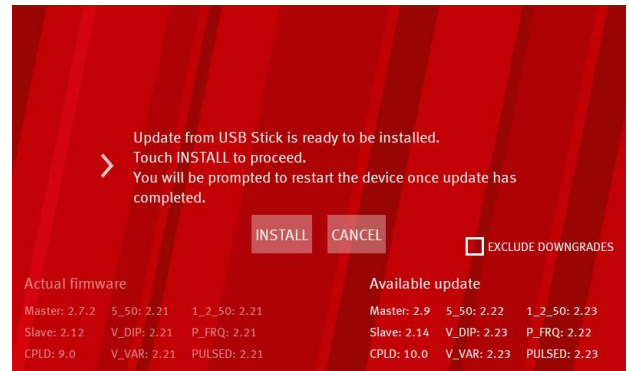 Update from USB Stick is ready to be installed.
Touch INSTALL to proceed.
You will be prompted to restart the device once update has
completed.
INSTALL CANCEL
EXCLUDE DOWNGRADES
Actual firmware
Master: 2.7.2 5_50: 2.21 1_2_50: 2.21
Slave: 2.12 V_DIP: 2.21 P_FRQ: 2.21
CPLD: 9.0 V_VAR: 2.21 PULSED: 2.21
Available update
Master: 2.9 5_50: 2.22 1_2_50: 2.23
Slave: 2.14 V_DIP: 2.23 P_FRQ: 2.22
CPLD: 10.0 V_VAR: 2.23 PULSED: 2.23